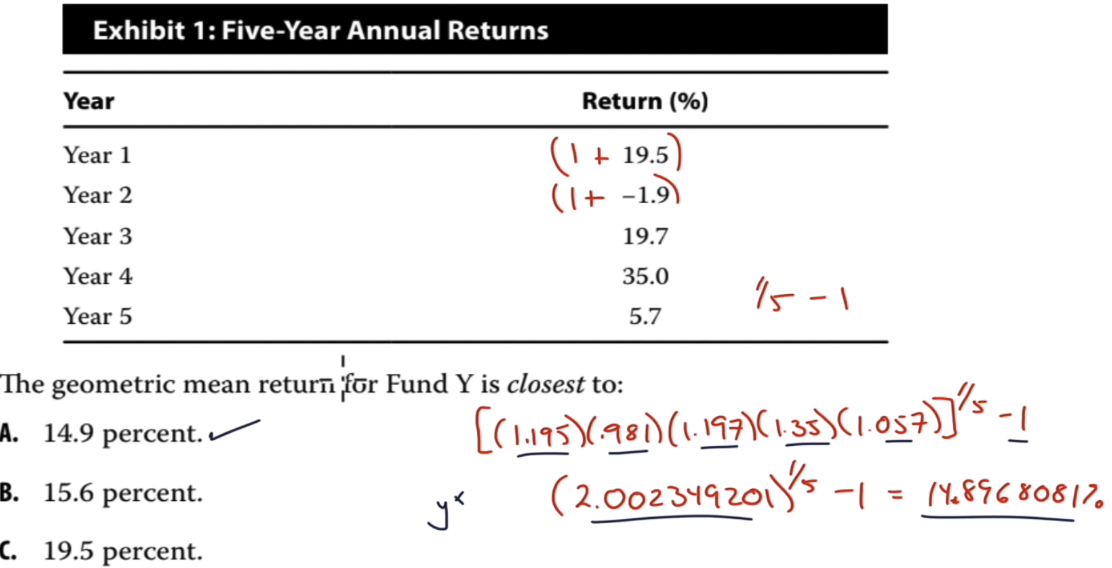 Exhibit 1: Five-Year Annual Returns
Year Return (%)
Year 1 (1 + 19.5)
Year 2 (1 + –1.9)
Year 3 19.7
Year 4 35.0
Year 5 5.7
1/5 - 1
The geometric mean return for Fund Y is closest to:
A. 14.9 percent. ✓
[(1.195)(.981)(1.197)(1.35)(1.057)]^1/5 - 1
B. 15.6 percent.
y^x (2.002349201)^1/5 - 1 = 14.8968081%
C. 19.5 percent.